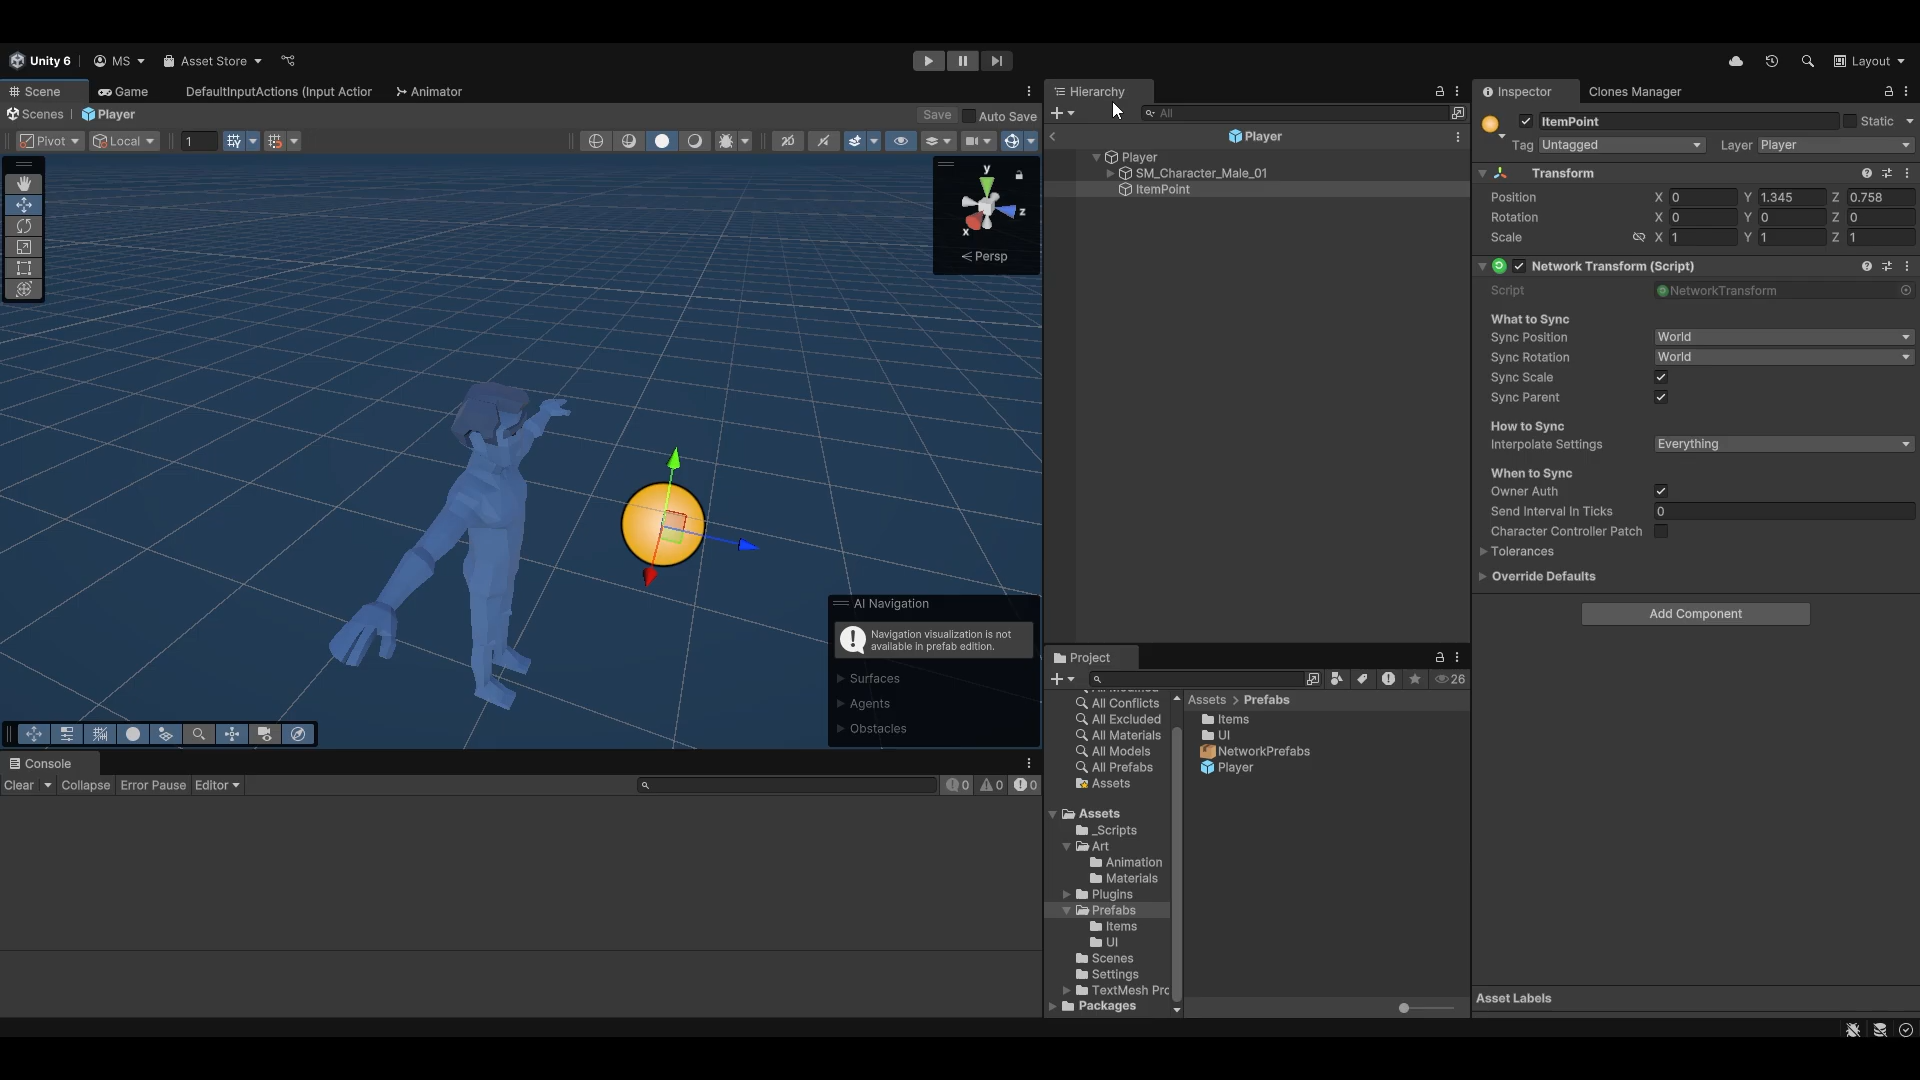 Unity 6
MS
Asset Store
Layout
Scene
Game
DefaultInputActions (Input Actior
Animator
Scenes
Player
Save
Auto Save
Pivot
Local
1
y
z
x
Persp
AI Navigation
Navigation visualization is not
available in prefab edition.
Surfaces
Agents
Obstacles
Console
Clear
Collapse
Error Pause
Editor
0
0
0
Hierarchy
All
Player
Player
SM_Character_Male_01
ItemPoint
Project
26
All Conflicts
All Excluded
All Materials
All Models
All Prefabs
Assets
Assets
_Scripts
Art
Animation
Materials
Plugins
Prefabs
Items
UI
Scenes
Settings
TextMesh Prc
Packages
Assets > Prefabs
Items
UI
NetworkPrefabs
Player
Inspector
Clones Manager
ItemPoint
Static
Tag Untagged
Layer Player
Transform
Position X 0 Y 1.345 Z 0.758
Rotation X 0 Y 0 Z 0
Scale X 1 Y 1 Z 1
Network Transform (Script)
Script NetworkTransform
What to Sync
Sync Position World
Sync Rotation World
Sync Scale
Sync Parent
How to Sync
Interpolate Settings Everything
When to Sync
Owner Auth
Send Interval In Ticks 0
Character Controller Patch
Tolerances
Override Defaults
Add Component
Asset Labels